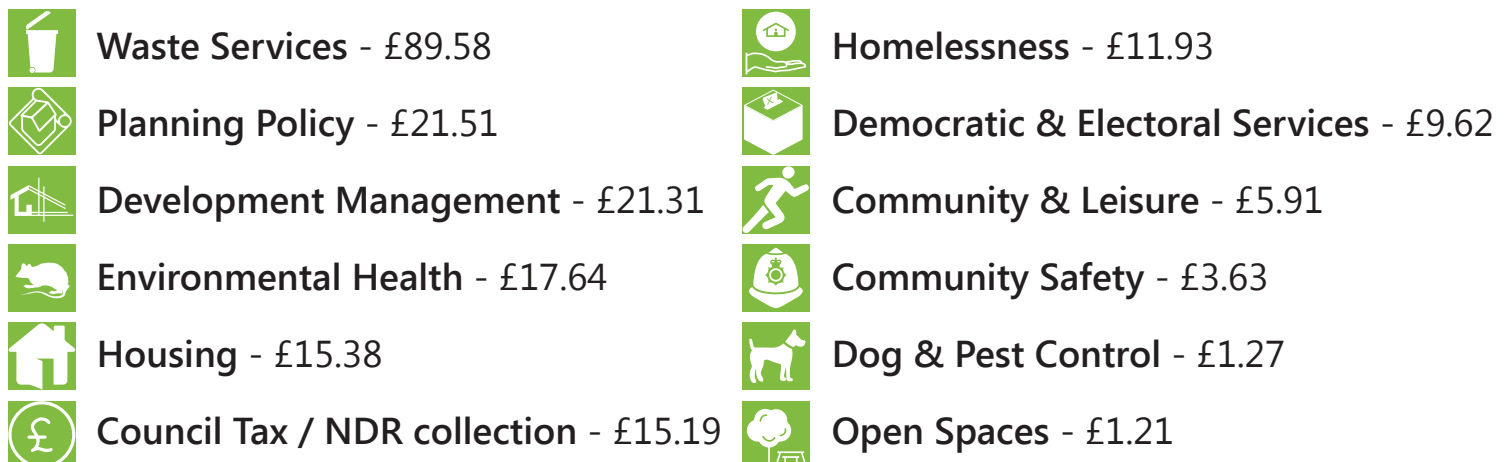 Waste Services - £89.58
Planning Policy - £21.51
Development Management - £21.31
Environmental Health - £17.64
Housing - £15.38
£
Council Tax / NDR collection - £15.19
Homelessness - £11.93
Democratic & Electoral Services - £9.62
Community & Leisure - £5.91
Community Safety - £3.63
Dog & Pest Control - £1.27
Open Spaces - £1.21